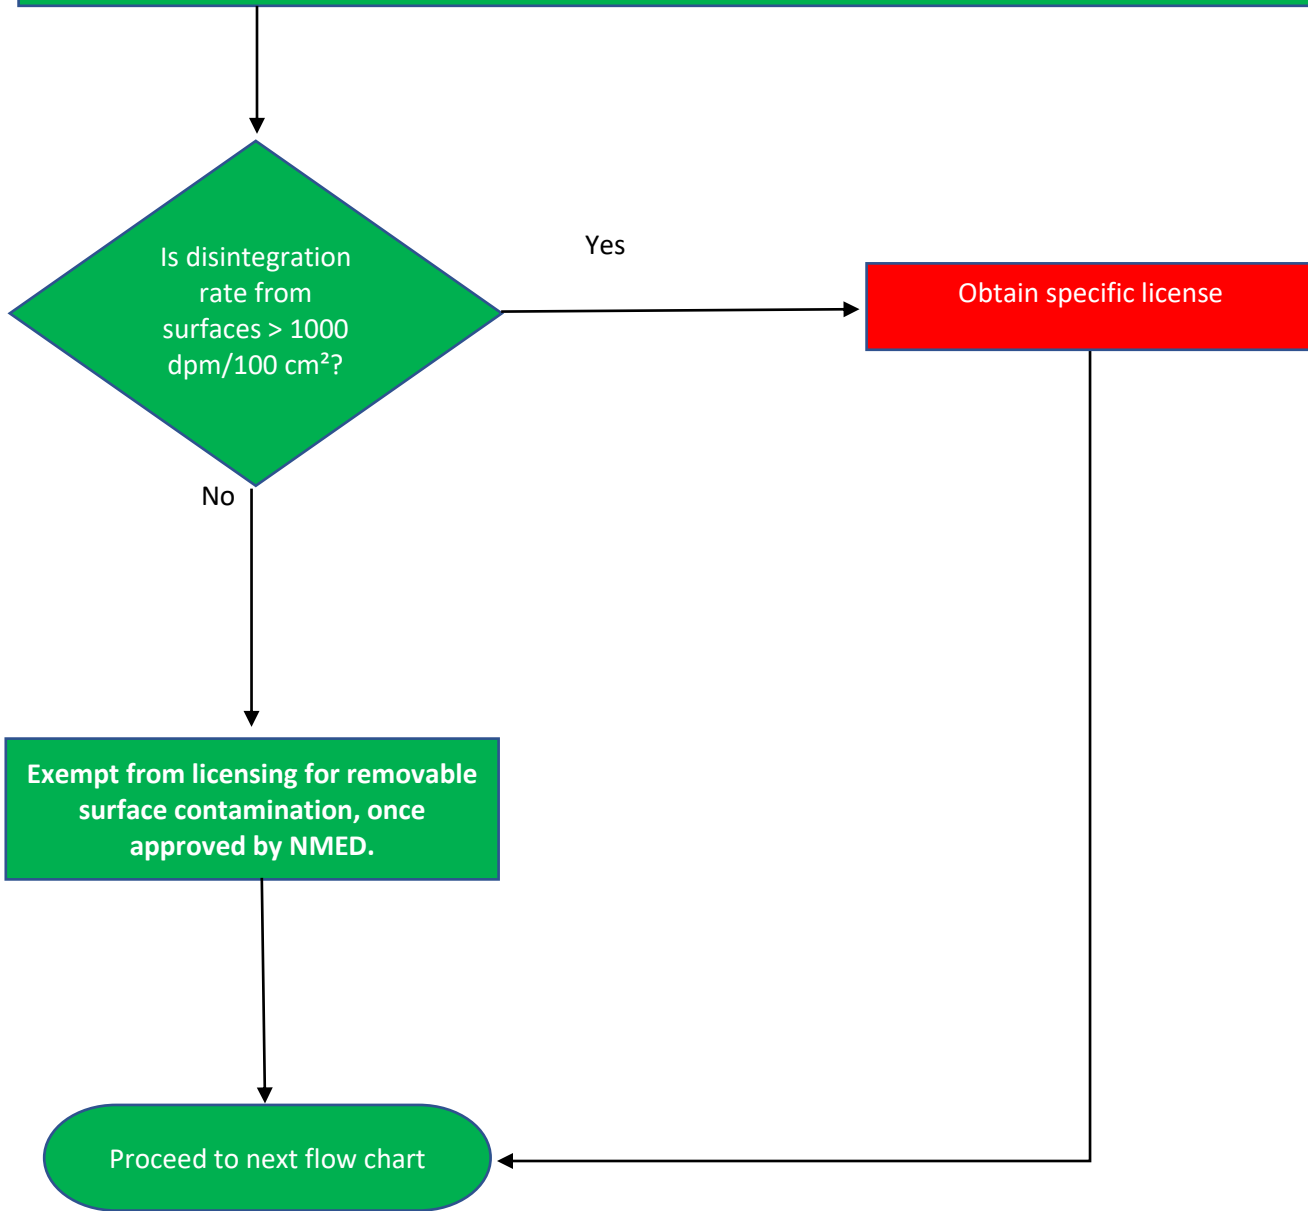 Is disintegration
rate from
surfaces > 1000
dpm/100 cm²?
Yes
Obtain specific license
No
Exempt from licensing for removable
surface contamination, once
approved by NMED.
Proceed to next flow chart